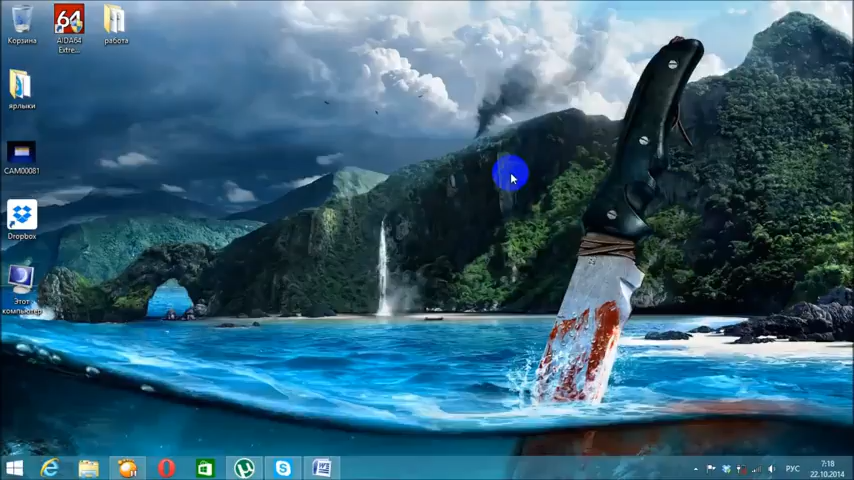 Корзина
AIDA64
Extre...
работа
ярлыки
CAM00081
Dropbox
Этот
компьютер
64
РУС
7:18
22.10.2014